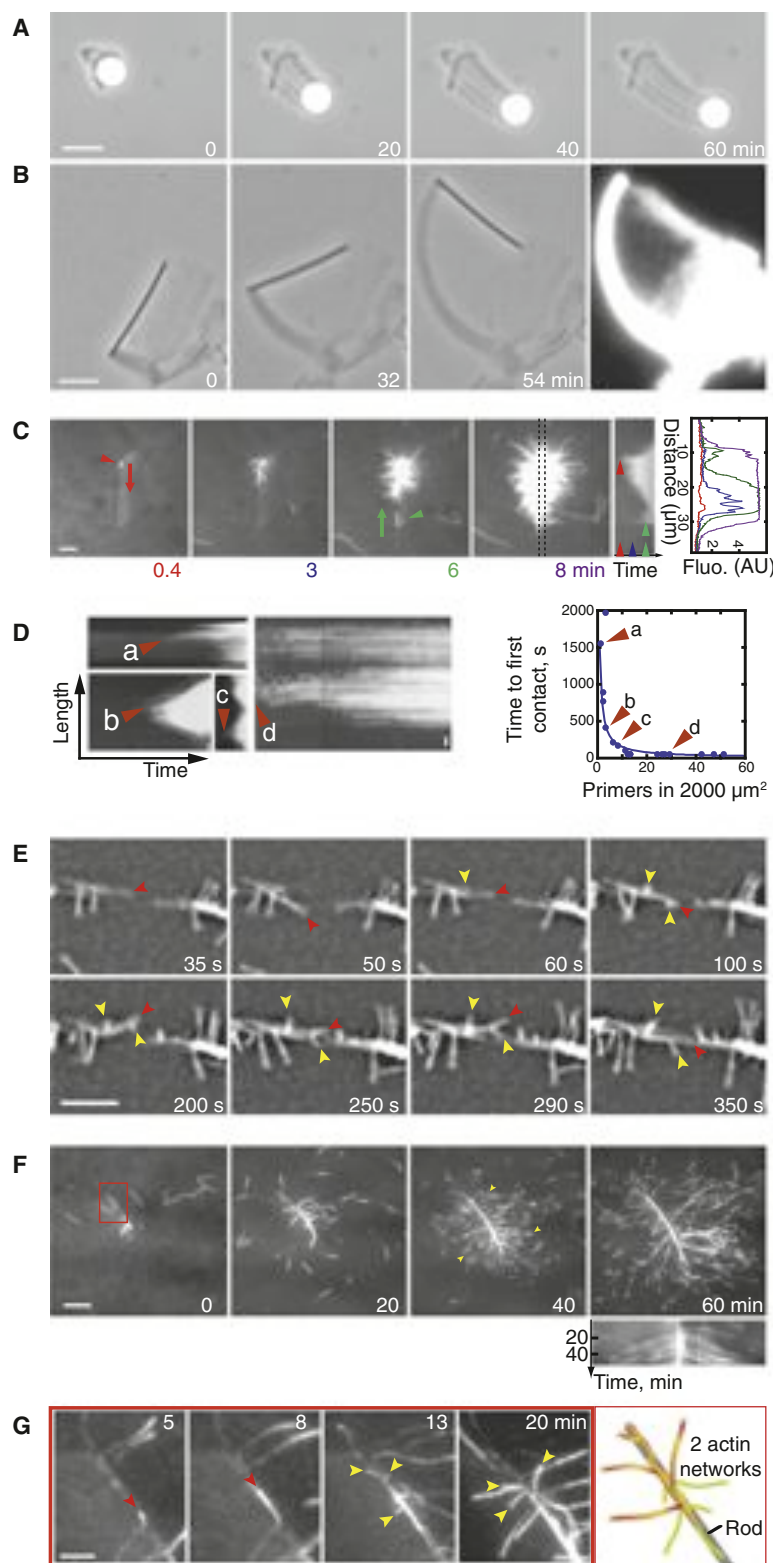 A
0
20
40
60 min
B
0
32
54 min
C
0.4
3
6
8 min
Time
Distance (µm)
10
20
30
2
4
Fluo. (AU)
D
a
b
c
d
Length
Time
Time to first contact, s
2000
1500
1000
500
0
a
b
c
d
0
20
40
60
Primers in 2000 µm²
E
35 s
50 s
60 s
100 s
200 s
250 s
290 s
350 s
F
0
20
40
60 min
20
40
Time, min
G
5
8
13
20 min
2 actin
networks
Rod